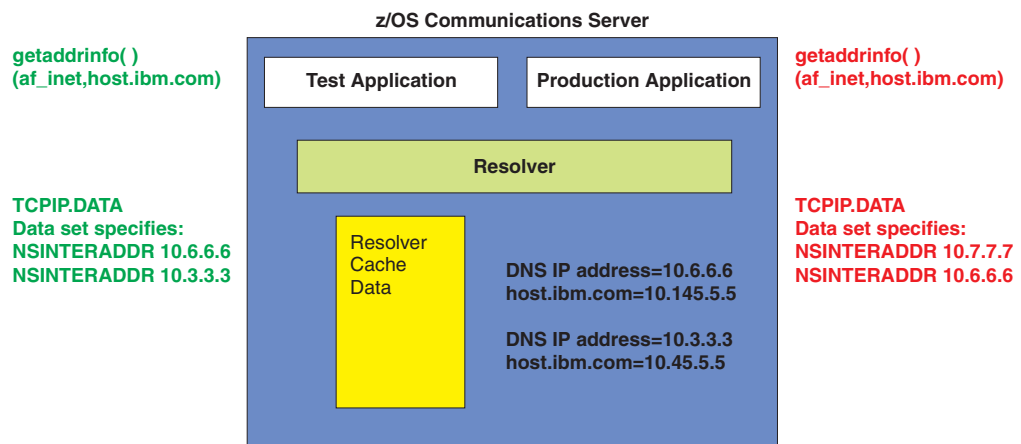 z/OS Communications Server
getaddrinfo( )
(af_inet,host.ibm.com)
Test Application
Production Application
getaddrinfo( )
(af_inet,host.ibm.com)
Resolver
TCPIP.DATA
Data set specifies:
NSINTERADDR 10.6.6.6
NSINTERADDR 10.3.3.3
Resolver
Cache
Data
DNS IP address=10.6.6.6
host.ibm.com=10.145.5.5
DNS IP address=10.3.3.3
host.ibm.com=10.45.5.5
TCPIP.DATA
Data set specifies:
NSINTERADDR 10.7.7.7
NSINTERADDR 10.6.6.6